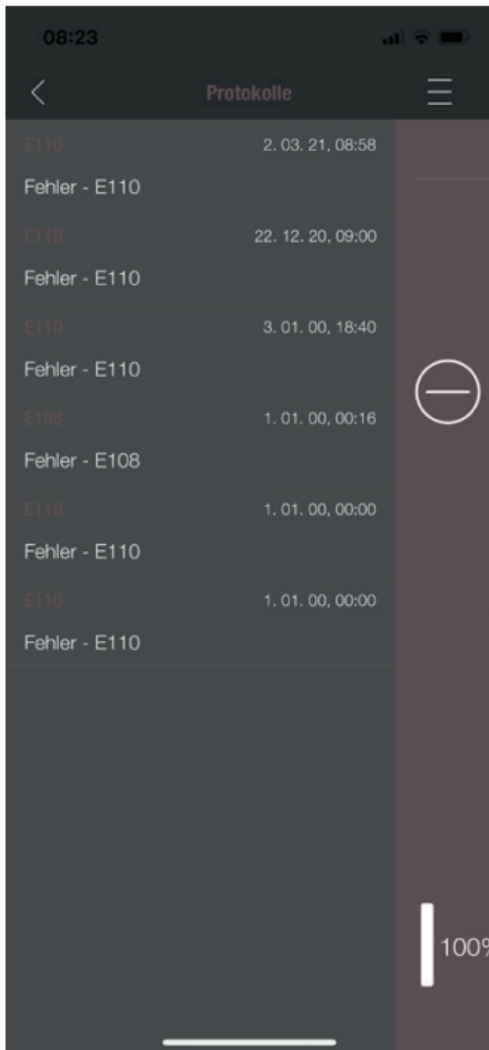 08:23
Protokolle
E110 2. 03. 21, 08:58
Fehler - E110
E110 22. 12. 20, 09:00
Fehler - E110
E110 3. 01. 00, 18:40
Fehler - E110
E108 1. 01. 00, 00:16
Fehler - E108
E110 1. 01. 00, 00:00
Fehler - E110
E110 1. 01. 00, 00:00
Fehler - E110
100%